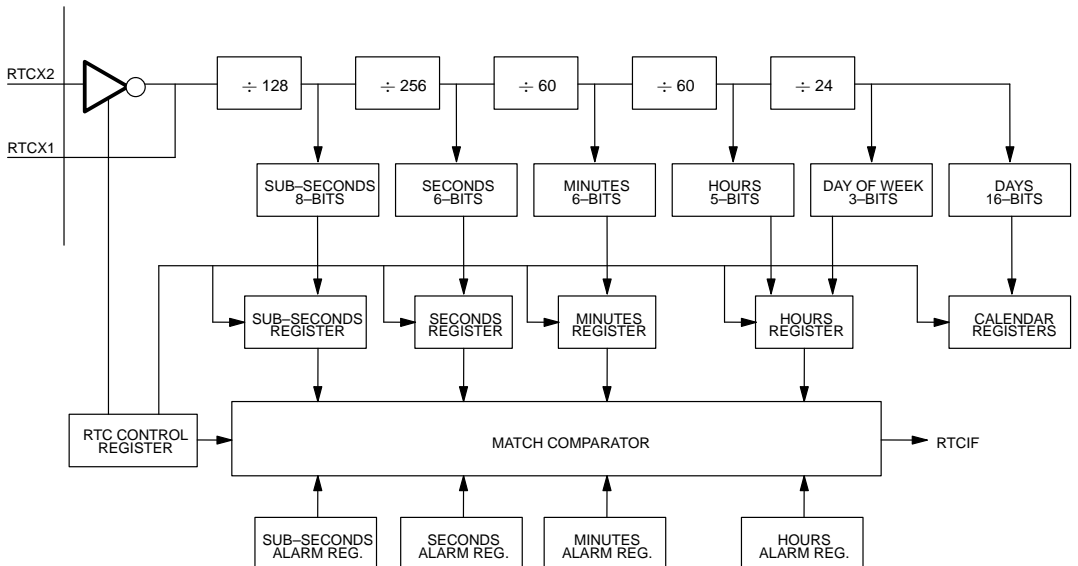 RTCX2
÷ 128
÷ 256
÷ 60
÷ 60
÷ 24
RTCX1
SUB–SECONDS
8–BITS
SECONDS
6–BITS
MINUTES
6–BITS
HOURS
5–BITS
DAY OF WEEK
3–BITS
DAYS
16–BITS
SUB–SECONDS
REGISTER
SECONDS
REGISTER
MINUTES
REGISTER
HOURS
REGISTER
CALENDAR
REGISTERS
RTC CONTROL
REGISTER
MATCH COMPARATOR
RTCIF
SUB–SECONDS
ALARM REG.
SECONDS
ALARM REG.
MINUTES
ALARM REG.
HOURS
ALARM REG.